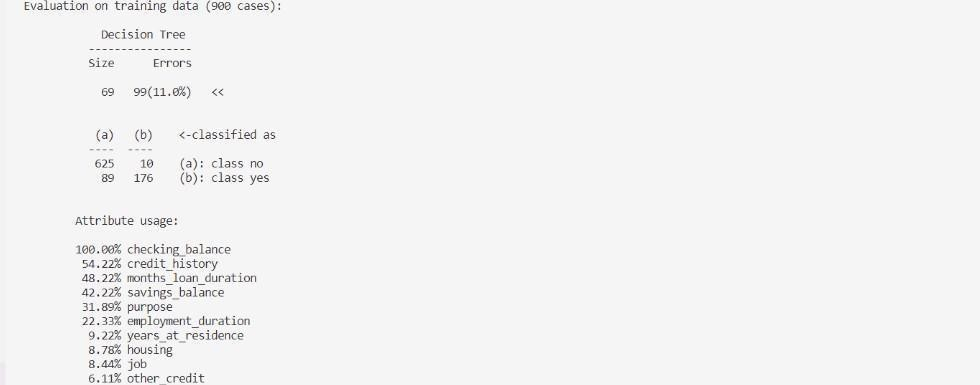 Evaluation on training data (900 cases):
Decision Tree
----------------
Size Errors
69 99(11.0%) <<
(a) (b) <-classified as
---- ----
625 10 (a): class no
89 176 (b): class yes
Attribute usage:
100.00% checking_balance
54.22% credit_history
48.22% months_loan_duration
42.22% savings_balance
31.89% purpose
22.33% employment_duration
9.22% years_at_residence
8.78% housing
8.44% job
6.11% other_credit